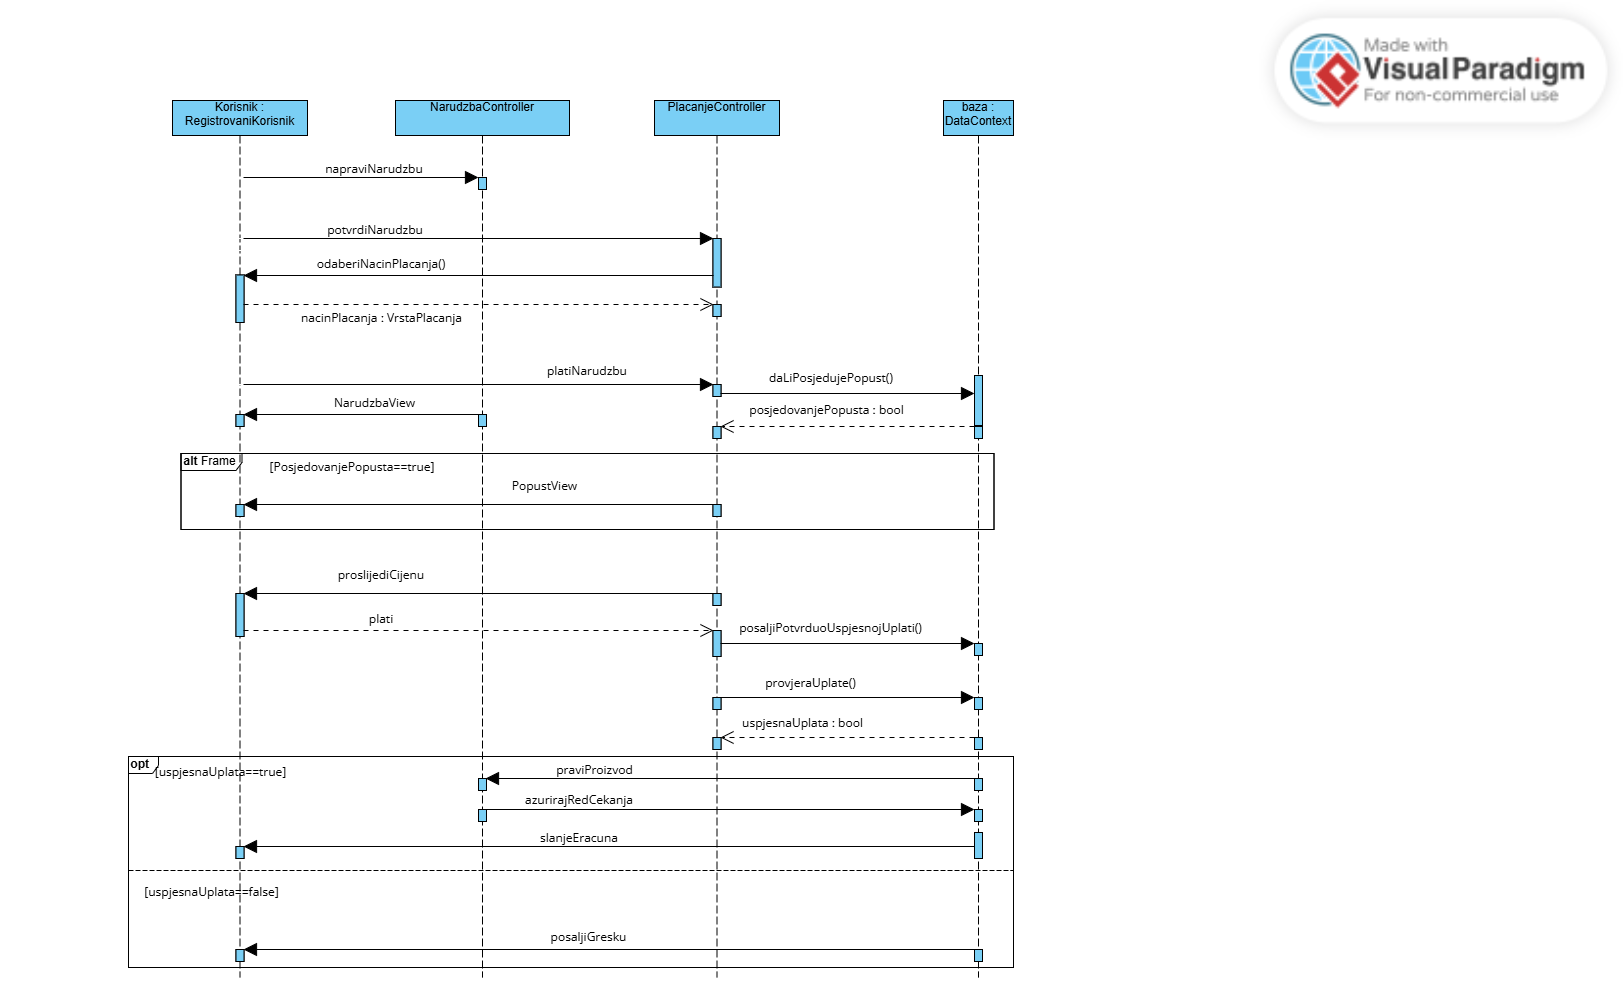 Made with
Visual Paradigm
For non-commercial use
Korisnik :
RegistrovaniKorisnik
NarudzbaController
PlacanjeController
baza :
DataContext
napraviNarudzbu
potvrdiNarudzbu
odaberiNacinPlacanja()
nacinPlacanja : VrstaPlacanja
platiNarudzbu
daLiPosjedujePopust()
NarudzbaView
posjedovanjePopusta : bool
alt Frame
[PosjedovanjePopusta==true]
PopustView
proslijediCijenu
plati
posaljiPotvrduoUspjesnojUplati()
provjeraUplate()
uspjesnaUplata : bool
opt
[uspjesnaUplata==true]
praviProizvod
azurirajRedCekanja
slanjeEracuna
[uspjesnaUplata==false]
posaljiGresku